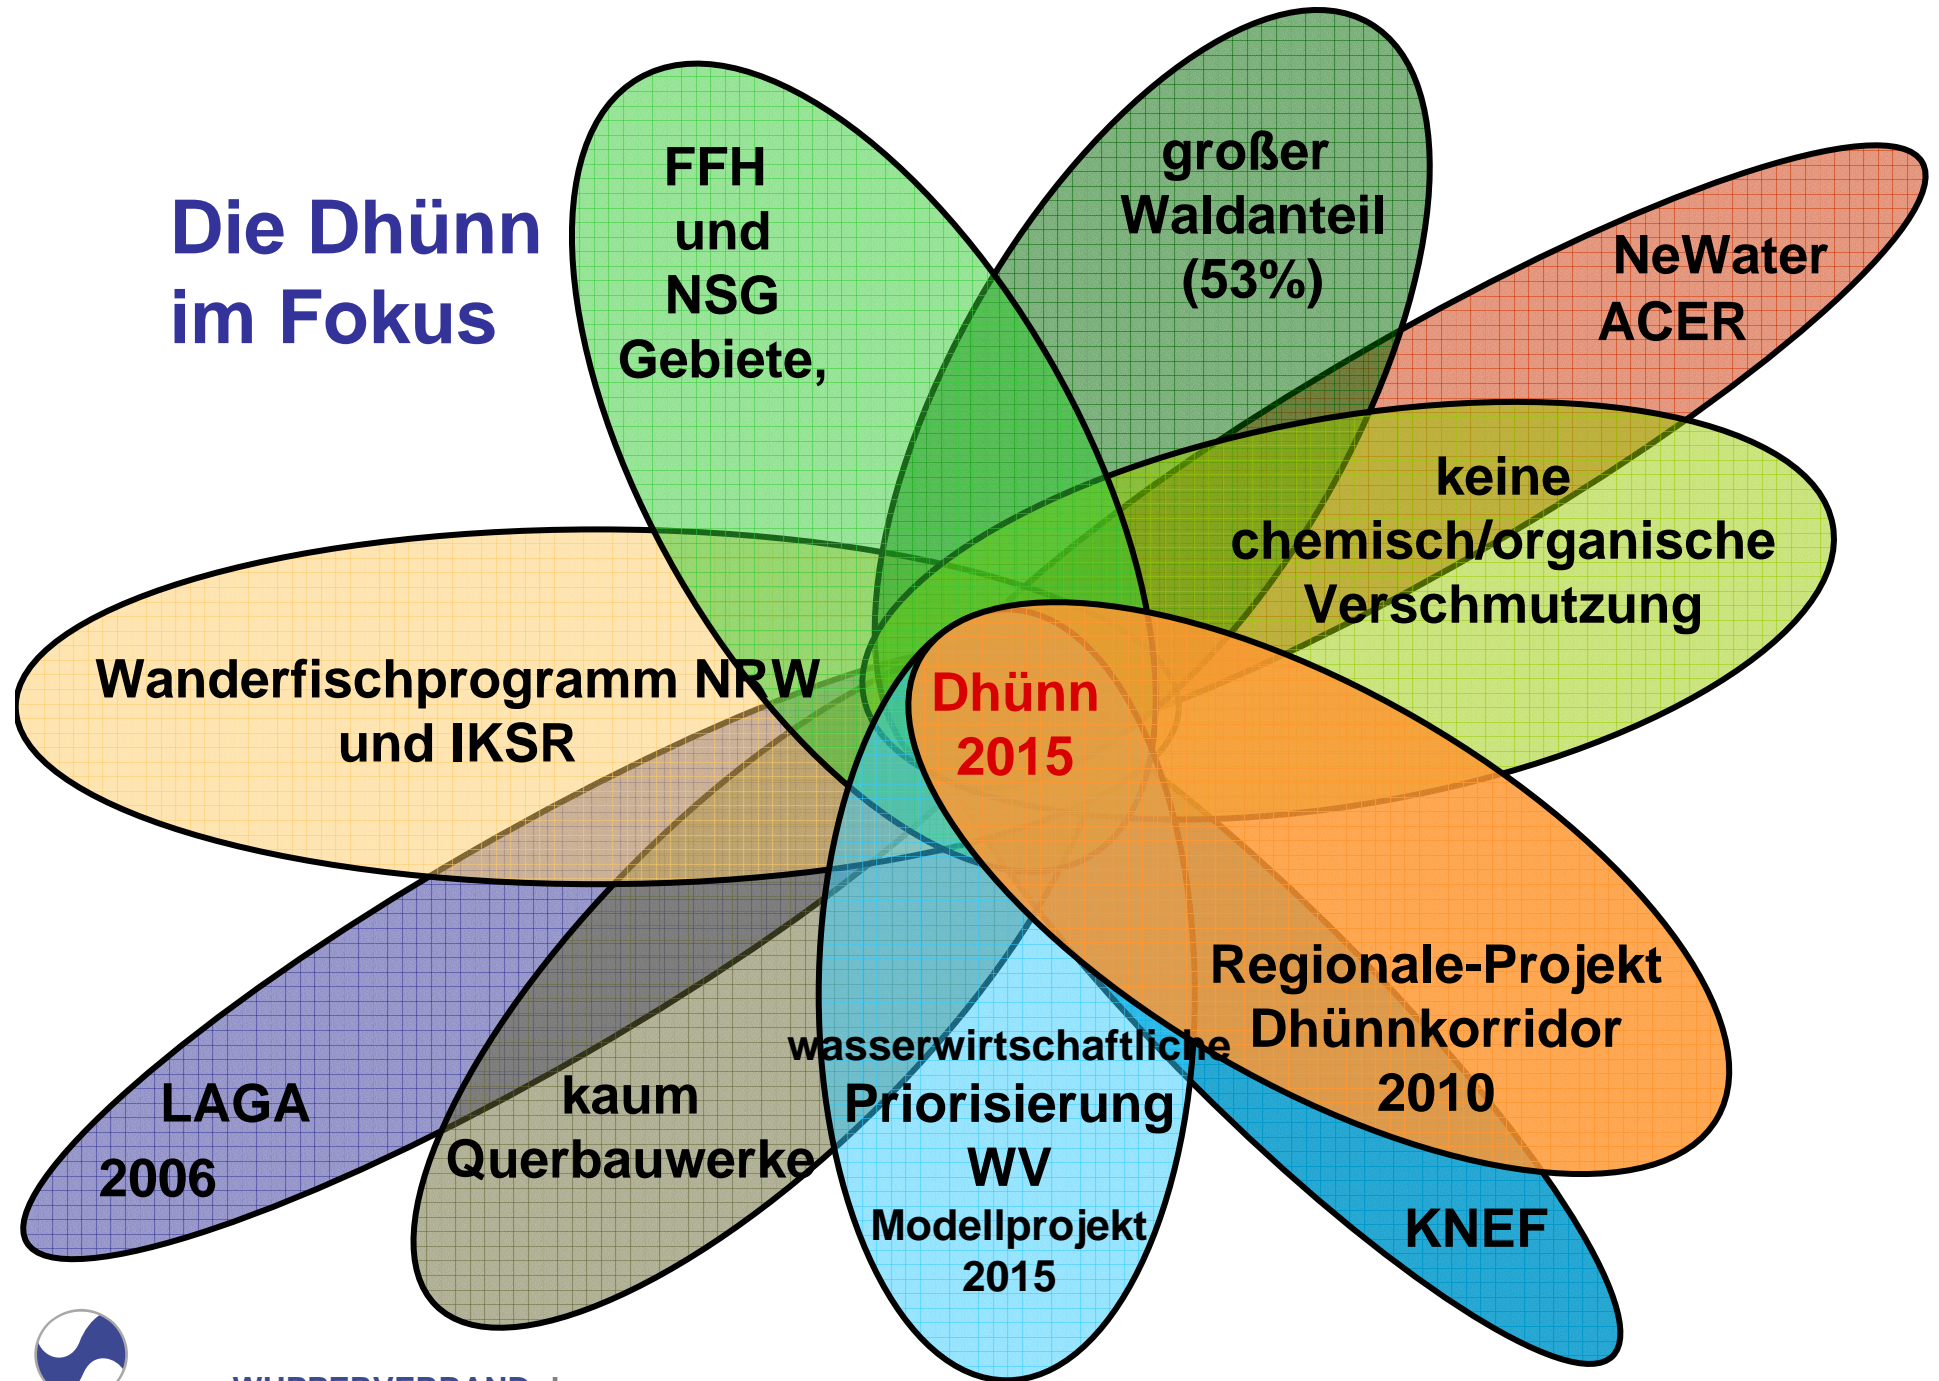 Die Dhünn
im Fokus
FFH
und
NSG
Gebiete,
großer
Waldanteil
(53%)
NeWater
ACER
keine
chemisch/organische
Verschmutzung
Wanderfischprogramm NRW
und IKSR
Dhünn
2015
Regionale-Projekt
Dhünnkorridor
2010
LAGA
2006
kaum
Querbauwerke
wasserwirtschaftliche
Priorisierung
WV
Modellprojekt
2015
KNEF
WUPPERVERBAND